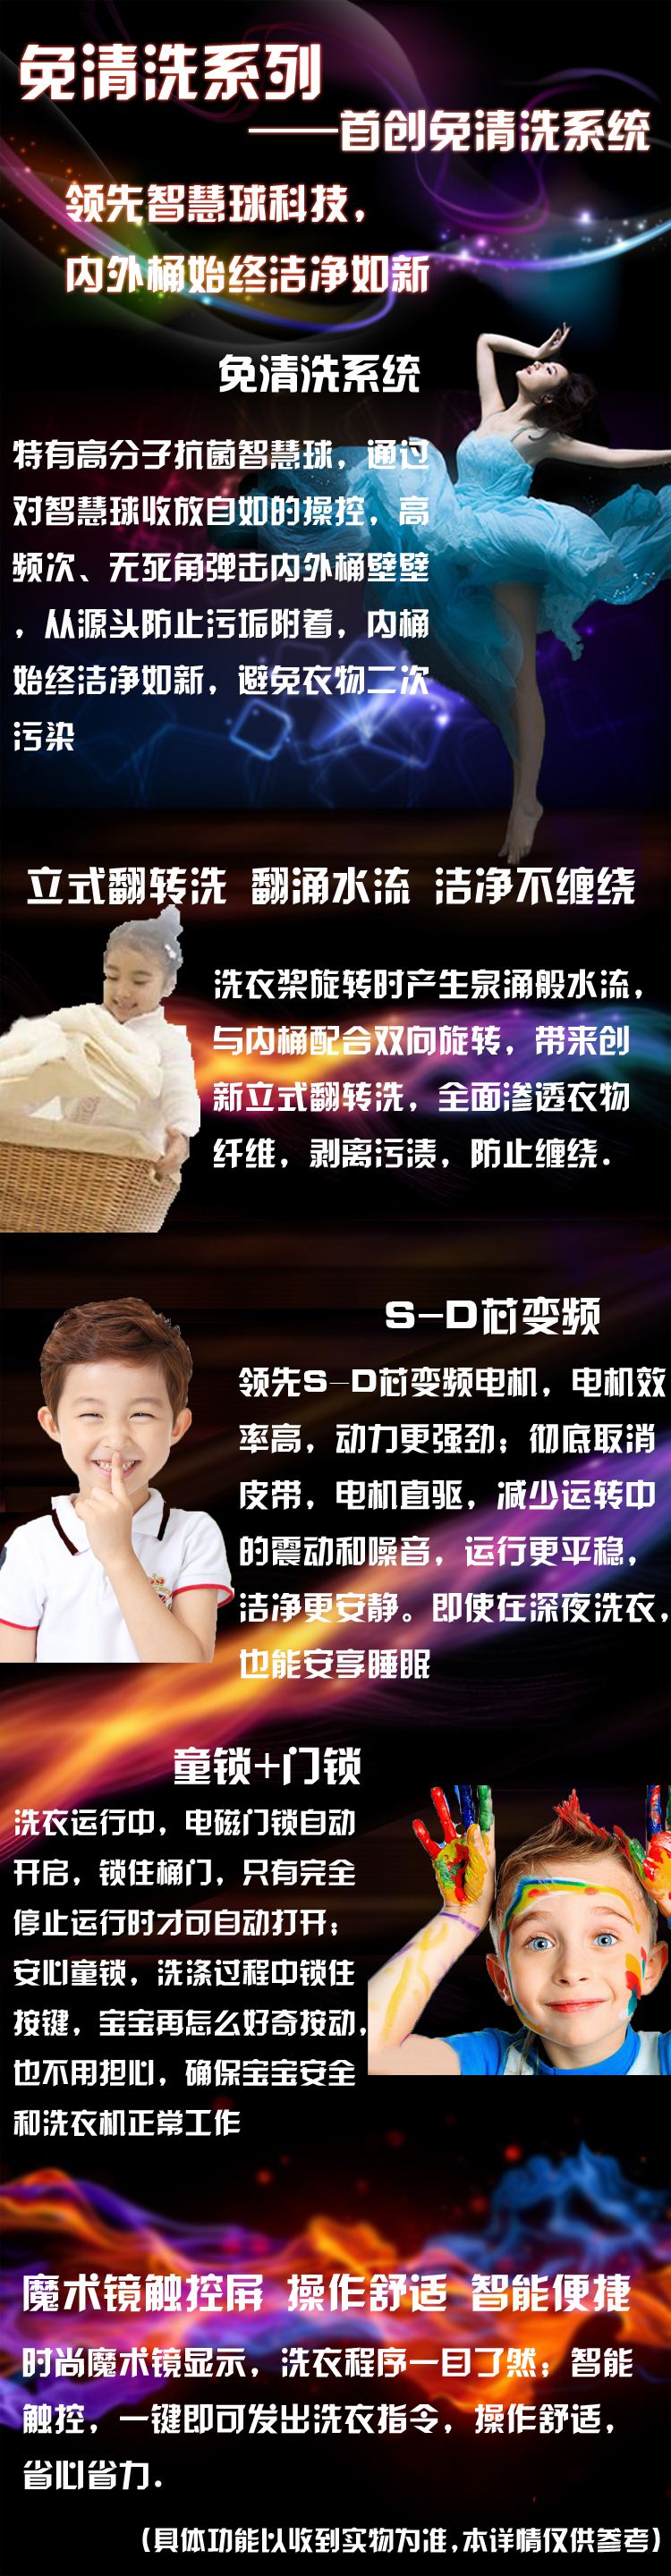 免清洗系列
——首创免清洗系统
领先智慧球科技，
内外桶始终洁净如新
免清洗系统
特有高分子抗菌智慧球，通过
对智慧球收放自如的操控，高
频次、无死角弹击内外桶壁壁
，从源头防止污垢附着，内桶
始终洁净如新，避免衣物二次
污染
立式翻转洗 翻涌水流 洁净不缠绕
洗衣桨旋转时产生泉涌般水流，
与内桶配合双向旋转，带来创
新立式翻转洗，全面渗透衣物
纤维，剥离污渍，防止缠绕.
S-D芯变频
领先S-D芯变频电机，电机效
率高，动力更强劲；彻底取消
皮带，电机直驱，减少运转中
的震动和噪音，运行更平稳，
洁净更安静。即使在深夜洗衣，
也能安享睡眠
童锁+门锁
洗衣运行中，电磁门锁自动
开启，锁住桶门，只有完全
停止运行时才可自动打开；
安心童锁，洗涤过程中锁住
按键，宝宝再怎么好奇按动，
也不用担心，确保宝宝安全
和洗衣机正常工作
魔术镜触控屏 操作舒适 智能便捷
时尚魔术镜显示，洗衣程序一目了然；智能
触控，一键即可发出洗衣指令，操作舒适，
省心省力.
(具体功能以收到实物为准,本详情仅供参考)